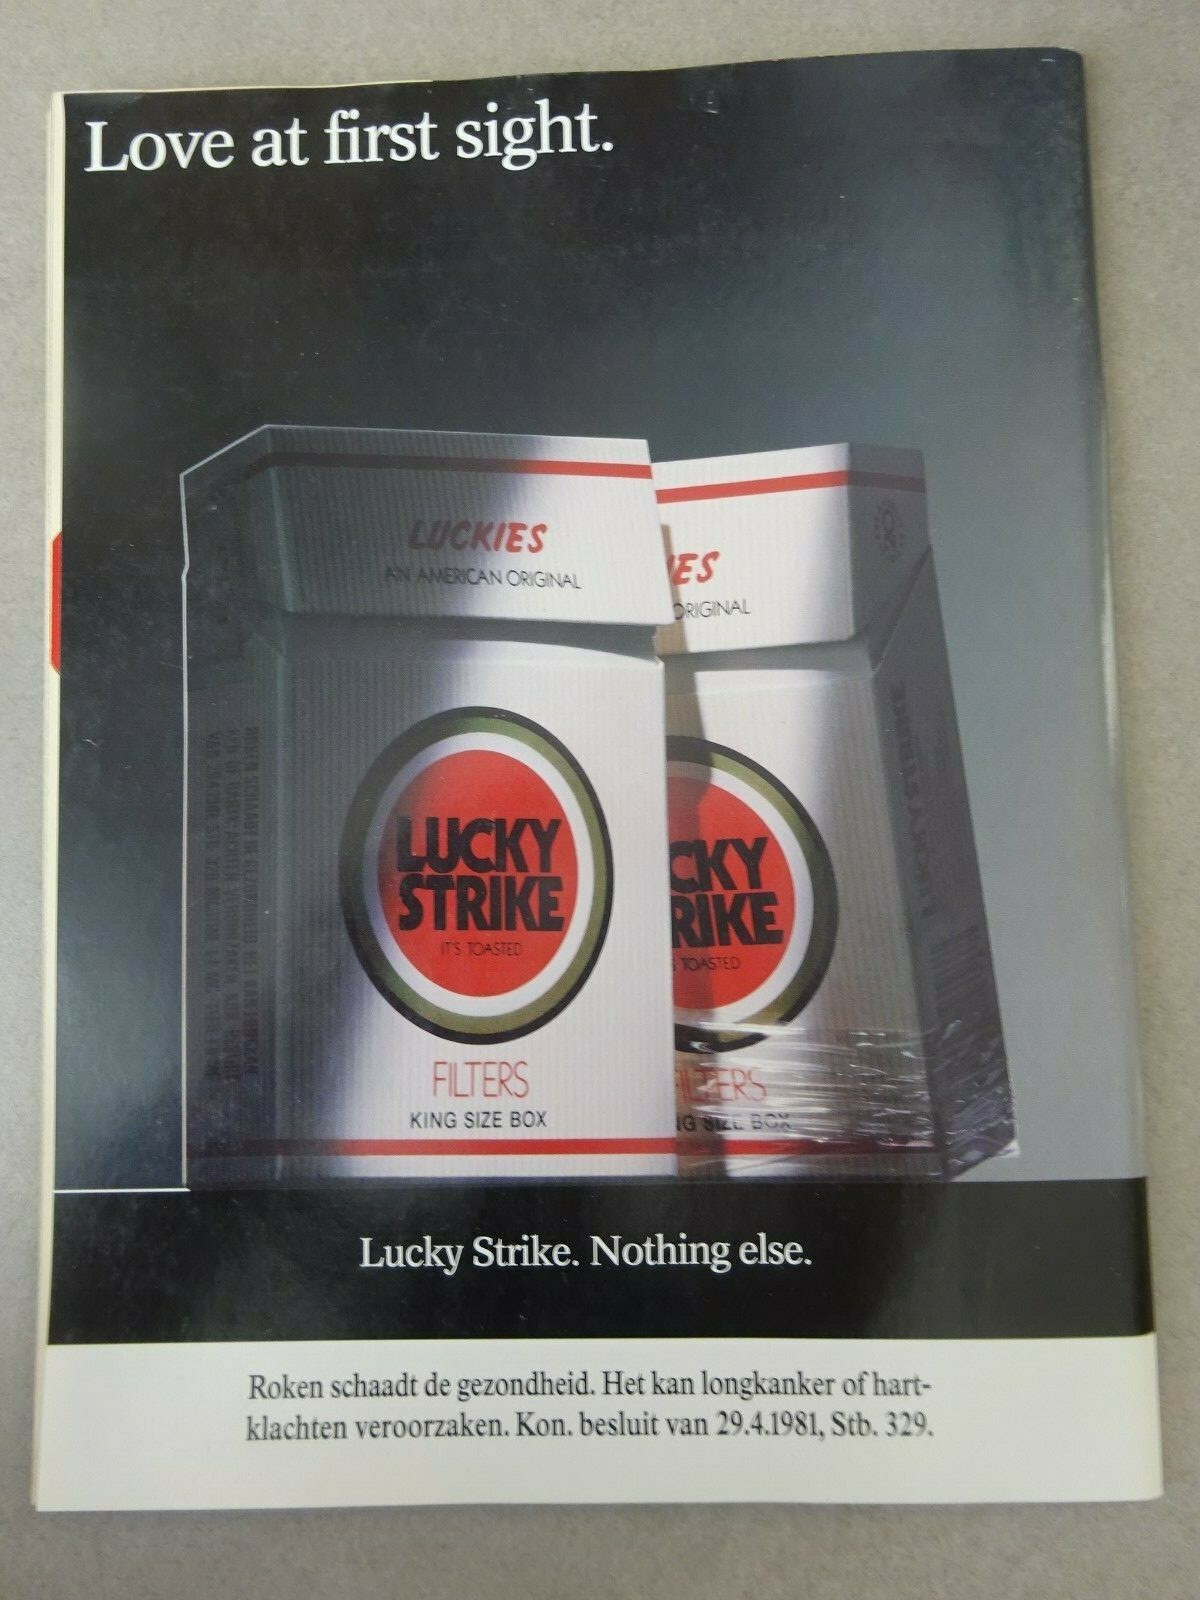 Love at first sight.
LUCKIES
AN AMERICAN ORIGINAL
IES
ORIGINAL
LUCKY
STRIKE
IT'S TOASTED
CKY
RIKE
TOASTED
FILTERS
KING SIZE BOX
FILTERS
NG SIZE BOX
LUCKY STRIKE
Lucky Strike. Nothing else.
Roken schaadt de gezondheid. Het kan longkanker of hart-
klachten veroorzaken. Kon. besluit van 29.4.1981, Stb. 329.